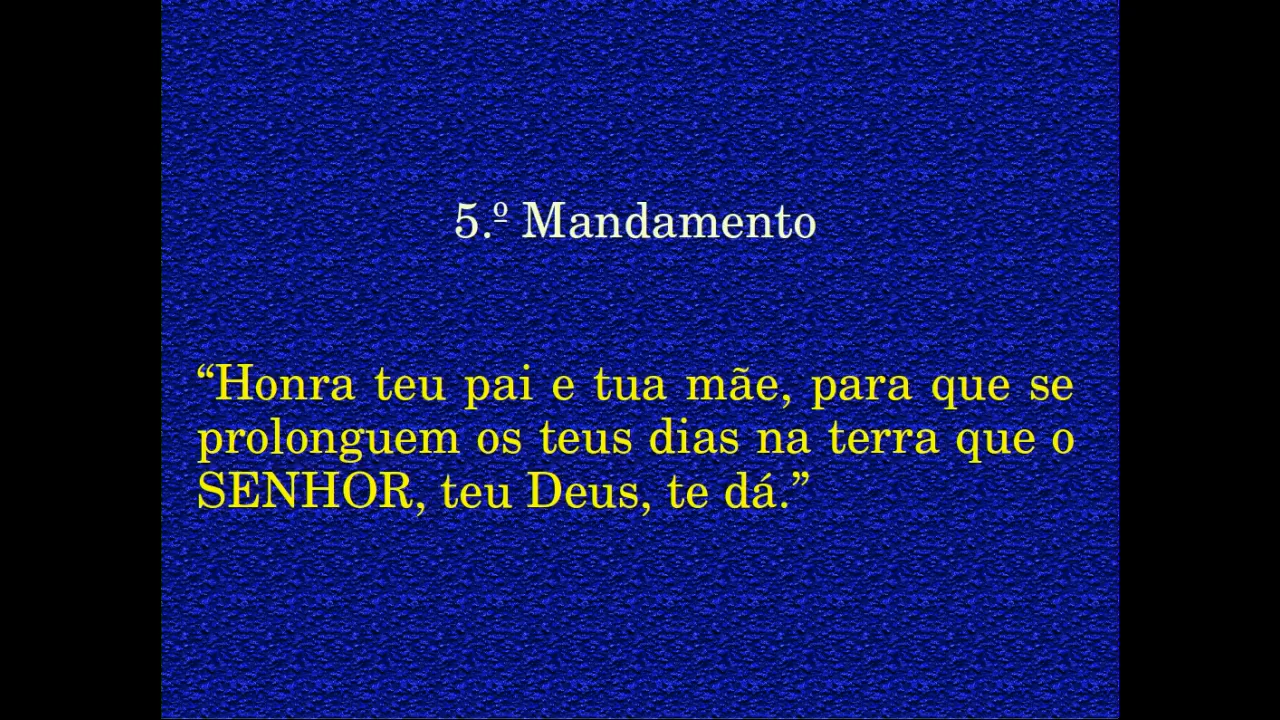 5.º Mandamento
“Honra teu pai e tua mãe, para que se
prolonguem os teus dias na terra que o
SENHOR, teu Deus, te dá.”